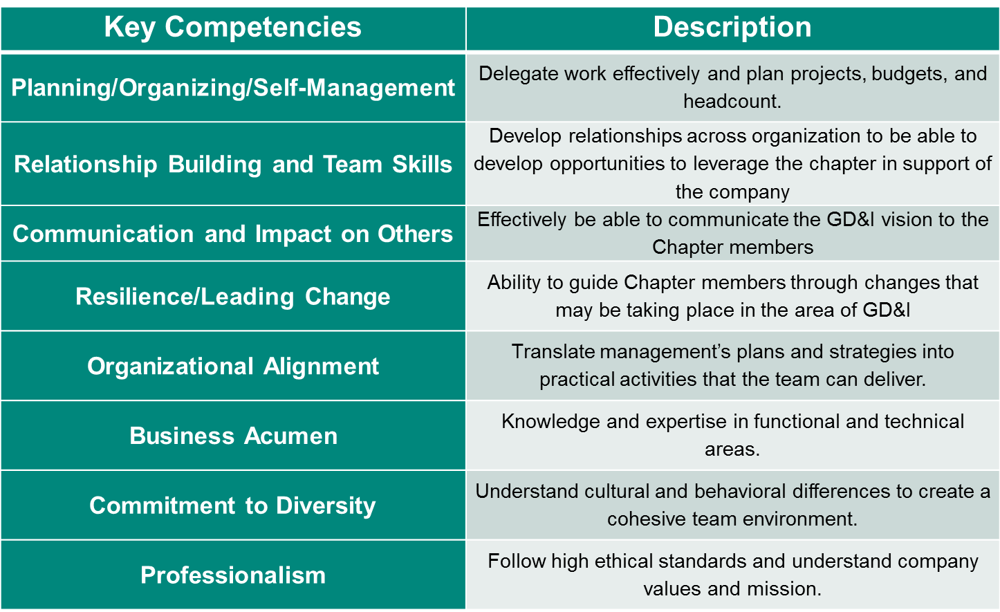 Key Competencies
Description
Planning/Organizing/Self-Management
Delegate work effectively and plan projects, budgets, and
headcount.
Relationship Building and Team Skills
Develop relationships across organization to be able to
develop opportunities to leverage the chapter in support of
the company
Communication and Impact on Others
Effectively be able to communicate the GD&I vision to the
Chapter members
Resilience/Leading Change
Ability to guide Chapter members through changes that
may be taking place in the area of GD&I
Organizational Alignment
Translate management’s plans and strategies into
practical activities that the team can deliver.
Business Acumen
Knowledge and expertise in functional and technical
areas.
Commitment to Diversity
Understand cultural and behavioral differences to create a
cohesive team environment.
Professionalism
Follow high ethical standards and understand company
values and mission.